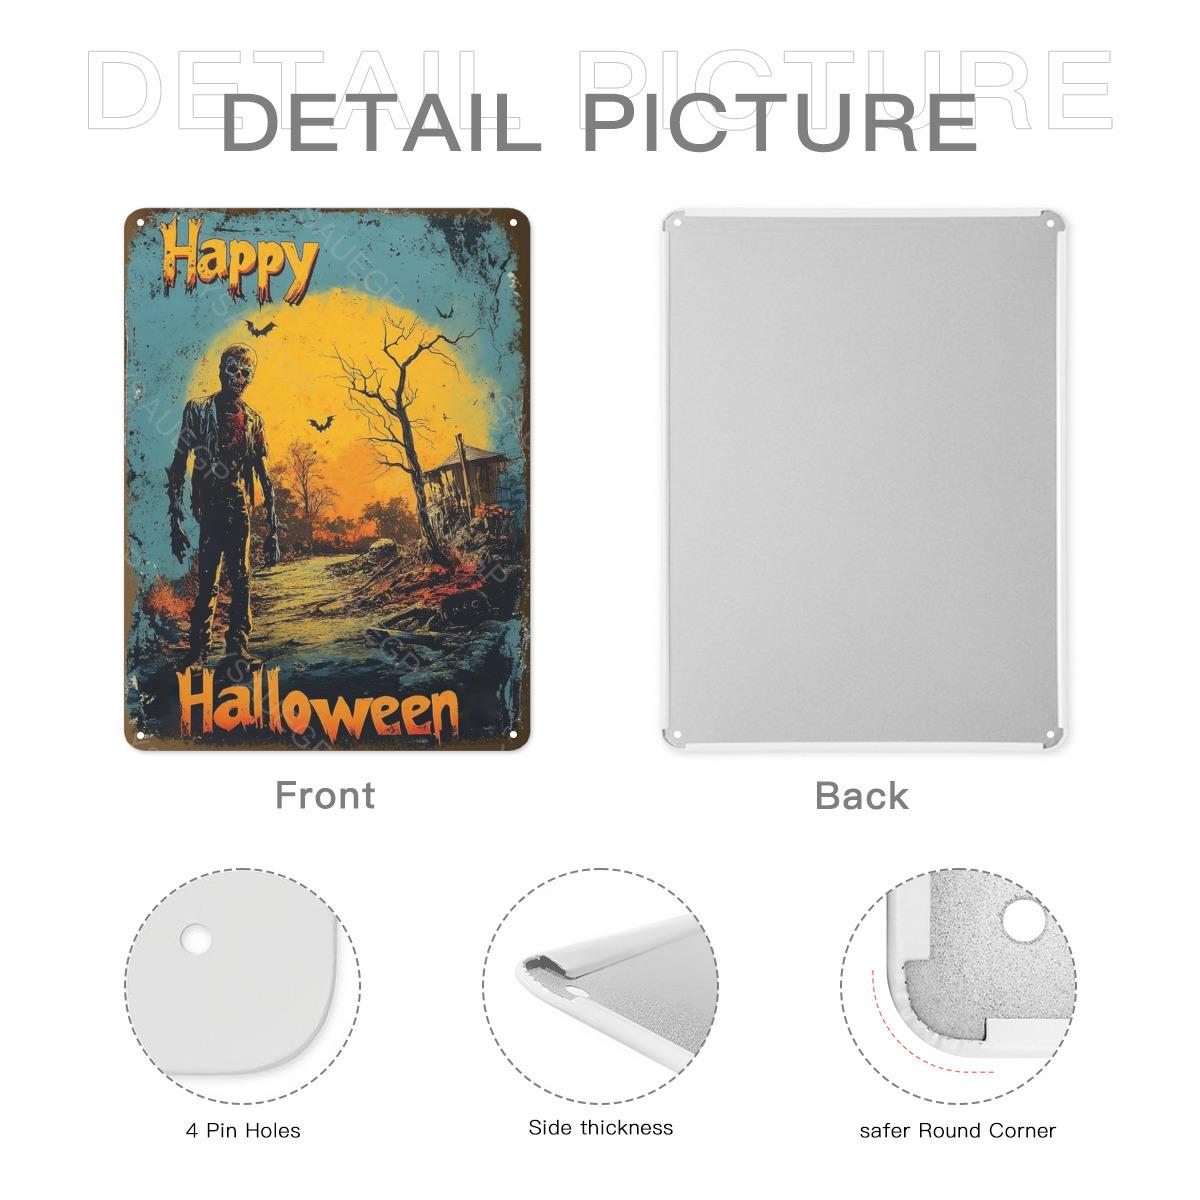 DETAIL PICTURE
DETAIL PICTURE
Happy
Halloween
Front
Back
4 Pin Holes
Side thickness
safer Round Corner